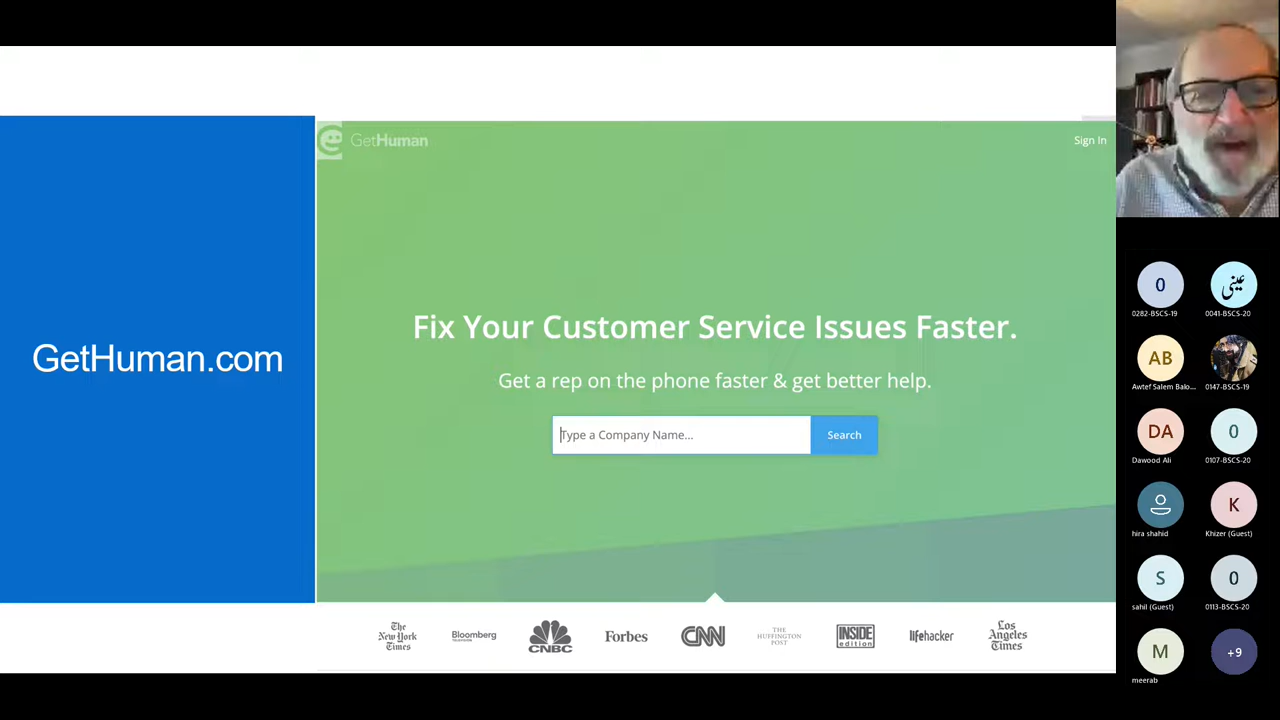 GetHuman.com
GetHuman
Sign In
Fix Your Customer Service Issues Faster.
Get a rep on the phone faster & get better help.
Type a Company Name...
Search
The
New York
Times
Bloomberg
TELEVISION
CNBC
Forbes
CNN
THE
HUFFINGTON
POST
INSIDE
edition
lifehacker
Los
Angeles
Times
0
عینی
0282-BSCS-19
0041-BSCS-20
AB
Awtef Salem Balo...
0147-BSCS-19
DA
0
Dawood Ali
0107-BSCS-20
K
hira shahid
Khizer (Guest)
S
0
sahil (Guest)
0113-BSCS-20
M
+9
meerab